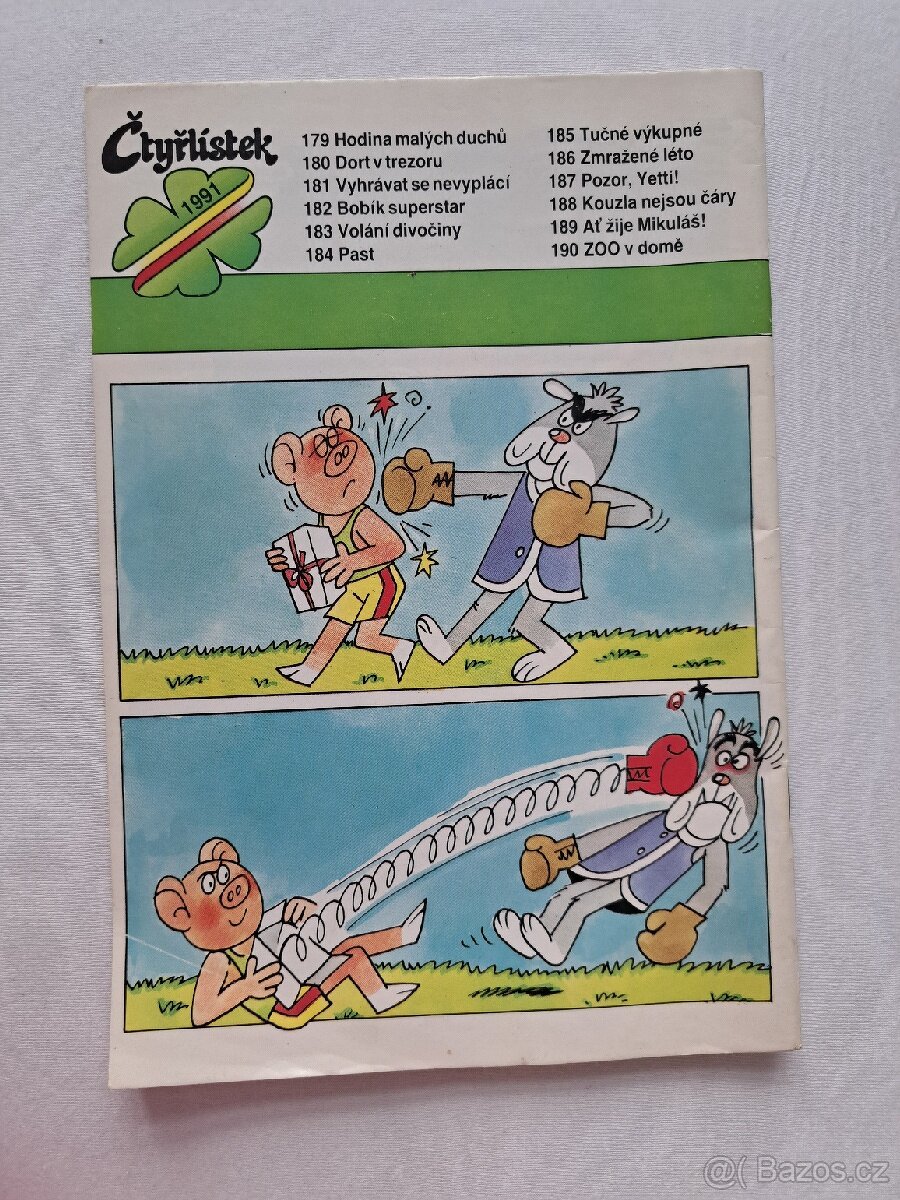 Čtyřlístek
1991
179 Hodina malých duchů
180 Dort v trezoru
181 Vyhrávat se nevyplácí
182 Bobík superstar
183 Volání divočiny
184 Past
185 Tučné výkupné
186 Zmražené léto
187 Pozor, Yetti!
188 Kouzla nejsou čáry
189 Ať žije Mikuláš!
190 ZOO v domě
@( Bazos.cz